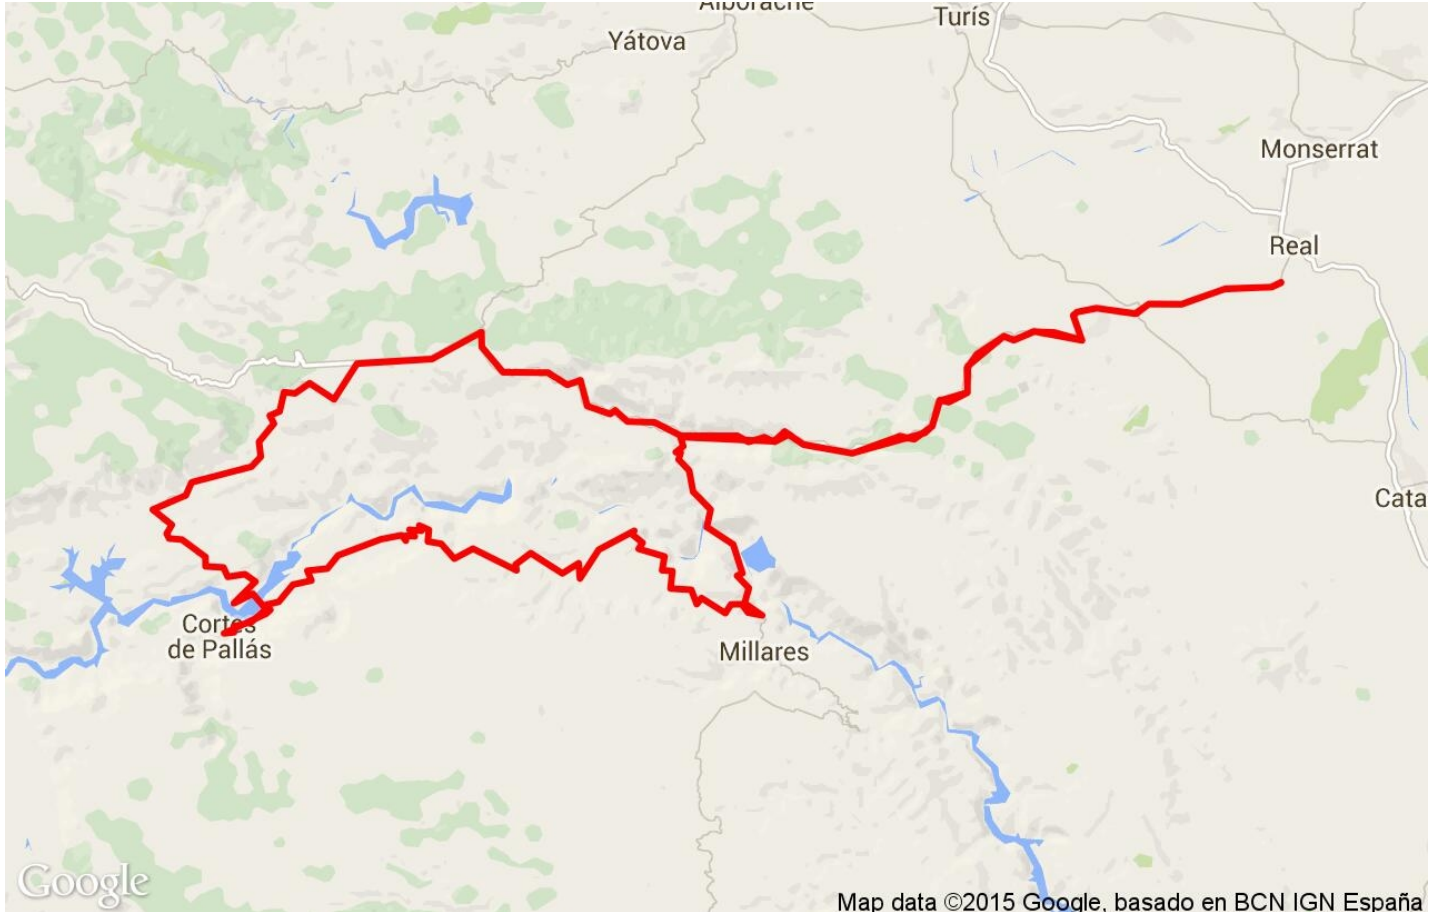 Alborache
Turís
Yátova
Monserrat
Real
Cata
Cortes
de Pallás
Millares
Google
Map data ©2015 Google, basado en BCN IGN España